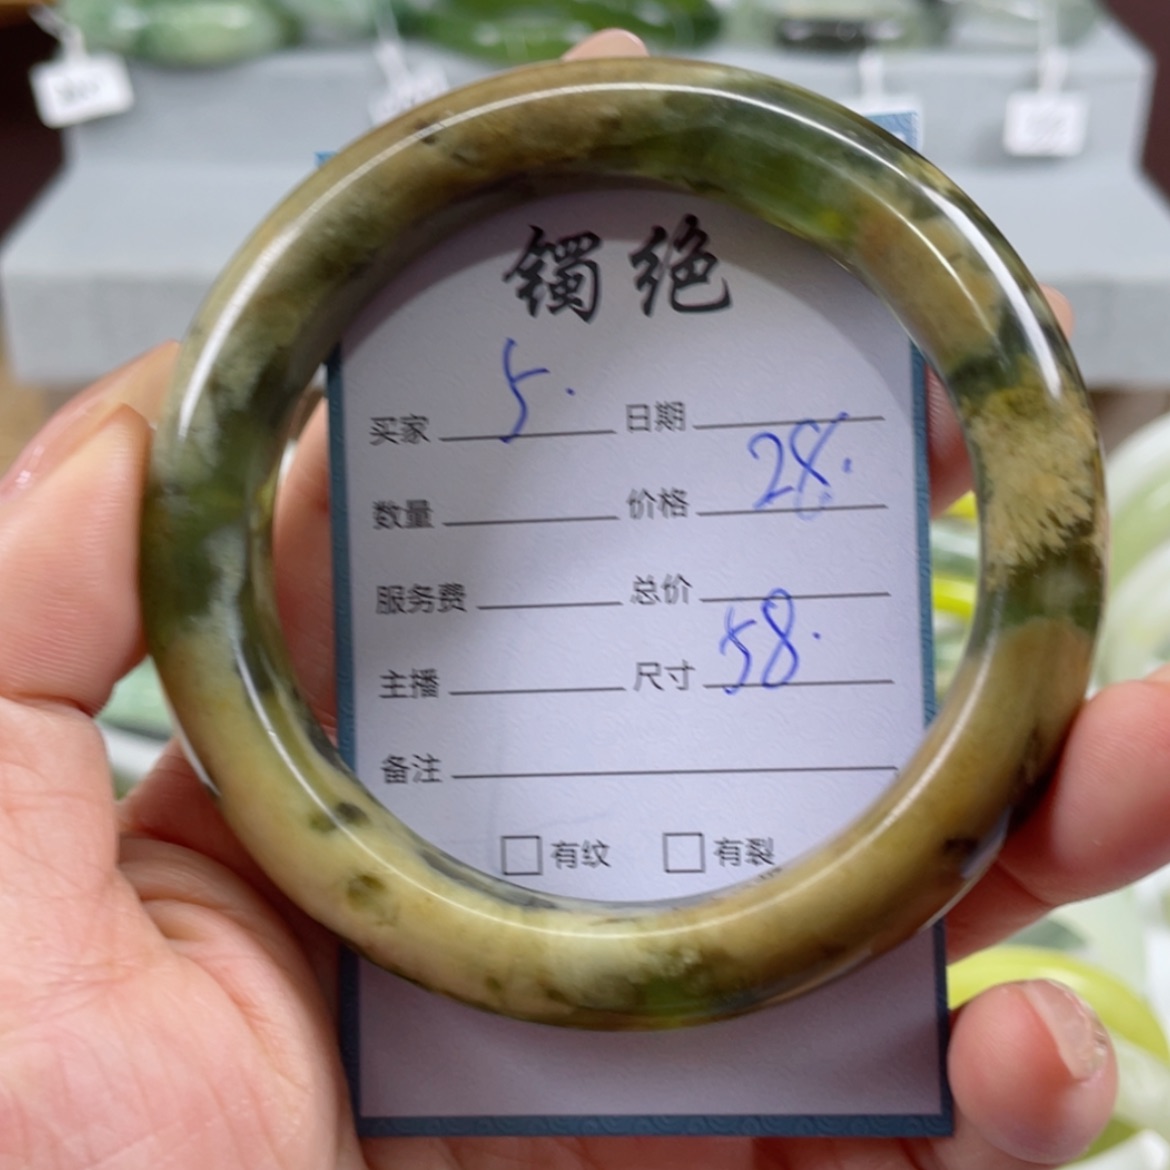 镯绝
买家 5. 日期
数量 价格 28.
服务费 总价
主播 尺寸 58.
备注
有纹 有裂